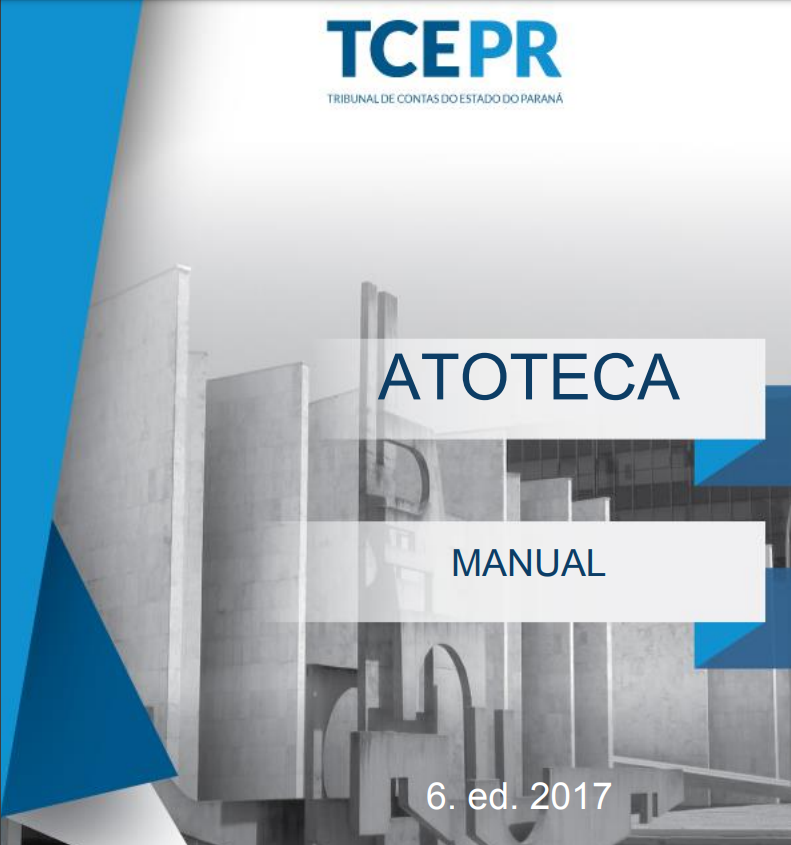 TCEPR
TRIBUNAL DE CONTAS DO ESTADO DO PARANÁ
ATOTECA
MANUAL
6. ed. 2017